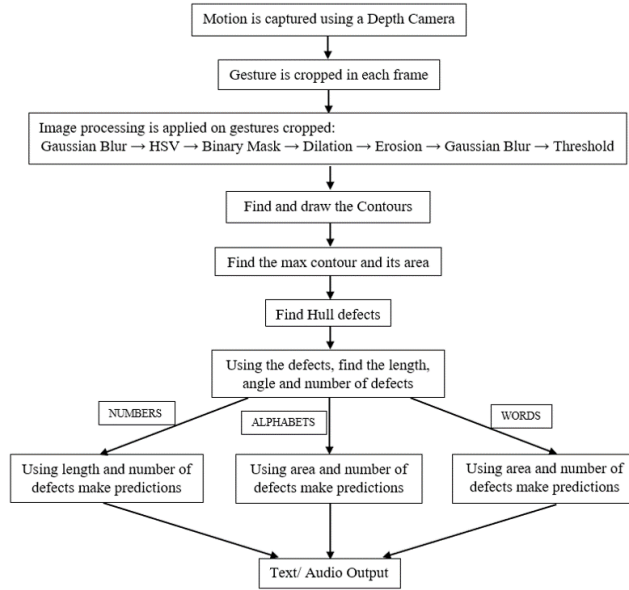 Motion is captured using a Depth Camera
Gesture is cropped in each frame
Image processing is applied on gestures cropped:
Gaussian Blur → HSV → Binary Mask → Dilation → Erosion → Gaussian Blur → Threshold
Find and draw the Contours
Find the max contour and its area
Find Hull defects
Using the defects, find the length,
angle and number of defects
NUMBERS
ALPHABETS
WORDS
Using length and number of
defects make predictions
Using area and number of
defects make predictions
Using area and number of
defects make predictions
Text/ Audio Output